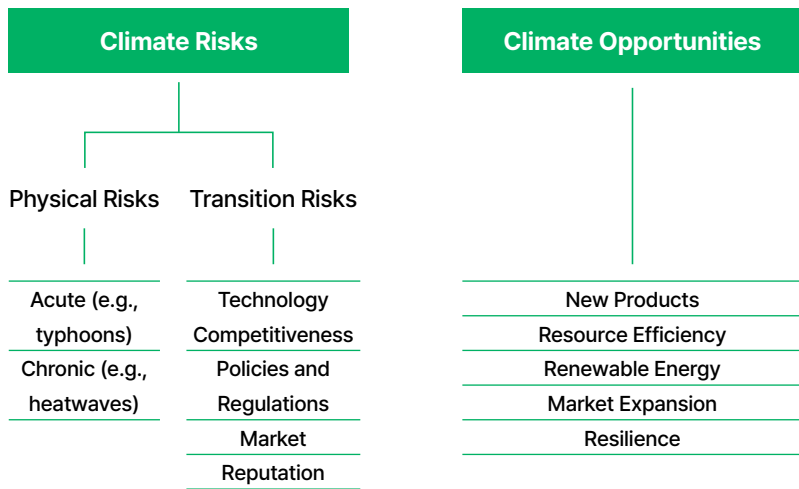 Climate Risks
Climate Opportunities
Physical Risks
Transition Risks
Acute (e.g.,
typhoons)
Chronic (e.g.,
heatwaves)
Technology
Competitiveness
Policies and
Regulations
Market
Reputation
New Products
Resource Efficiency
Renewable Energy
Market Expansion
Resilience